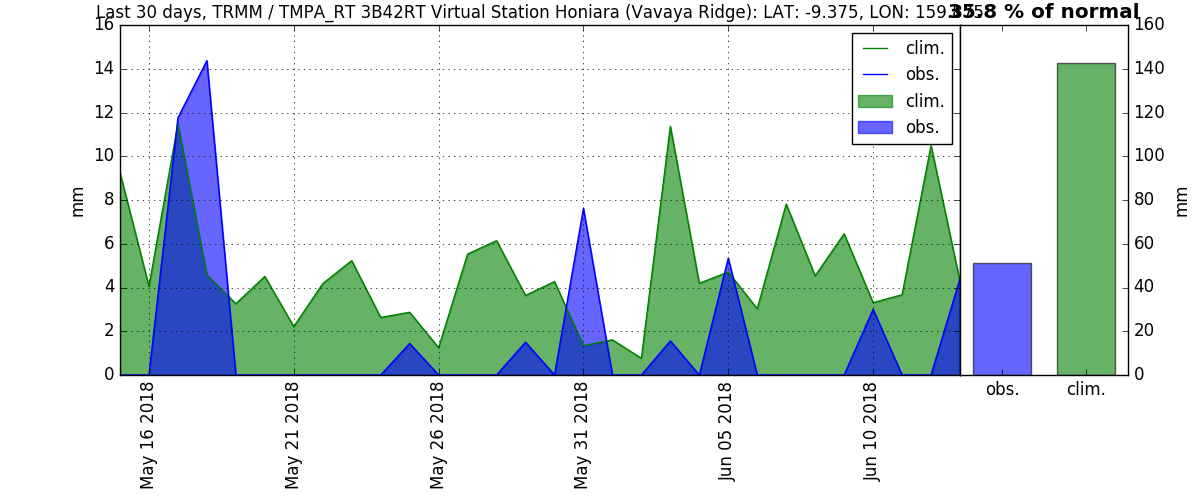 Last 30 days, TRMM / TMPA_RT 3B42RT Virtual Station Honiara (Vavaya Ridge): LAT: -9.375, LON: 159.875
35.8 % of normal
16
14
12
10
8
6
4
2
0
mm
clim.
obs.
clim.
obs.
May 16 2018
May 21 2018
May 26 2018
May 31 2018
Jun 05 2018
Jun 10 2018
160
140
120
100
80
60
40
20
0
mm
obs.
clim.